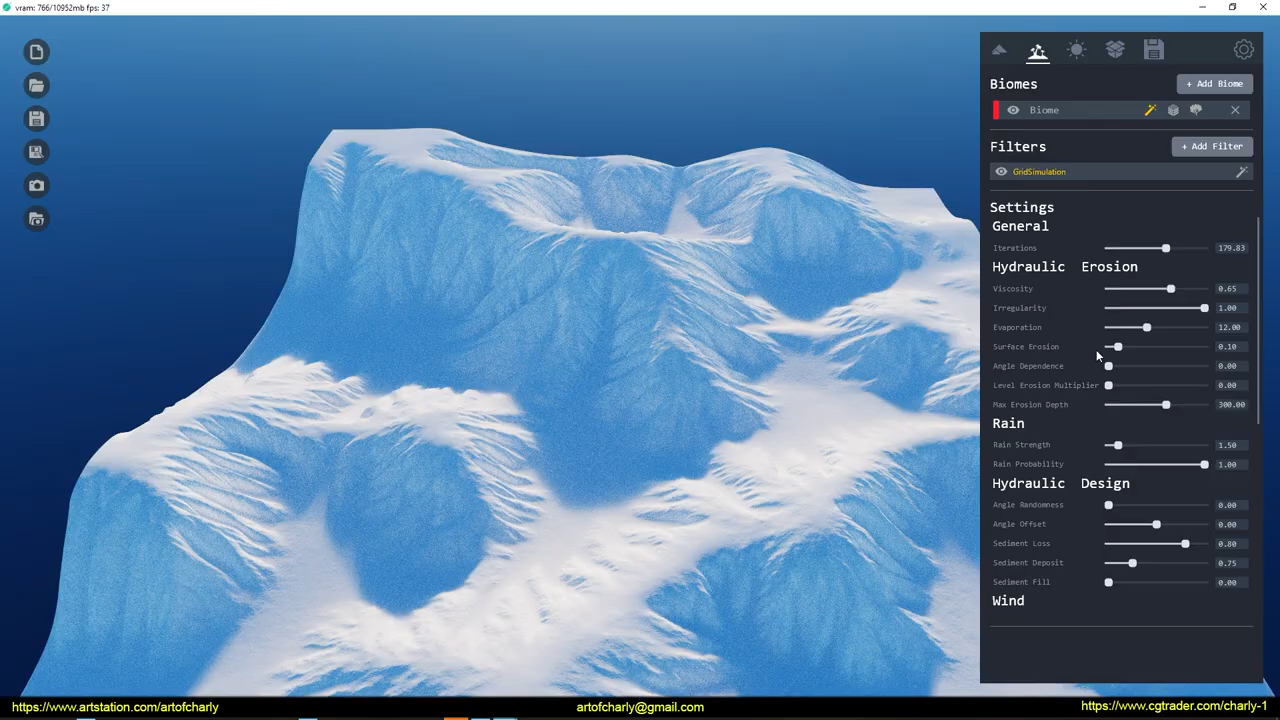 vram: 766/10952mb fps: 37
Biomes
+ Add Biome
Biome
Filters
+ Add Filter
GridSimulation
Settings
General
Iterations 179.83
Hydraulic Erosion
Viscosity 0.65
Irregularity 1.00
Evaporation 12.00
Surface Erosion 0.10
Angle Dependence 0.00
Level Erosion Multiplier 0.00
Max Erosion Depth 300.00
Rain
Rain Strength 1.50
Rain Probability 1.00
Hydraulic Design
Angle Randomness 0.00
Angle Offset 0.00
Sediment Loss 0.80
Sediment Deposit 0.75
Sediment Fill 0.00
Wind
https://www.artstation.com/artofcharly
artofcharly@gmail.com
https://www.cgtrader.com/charly-1